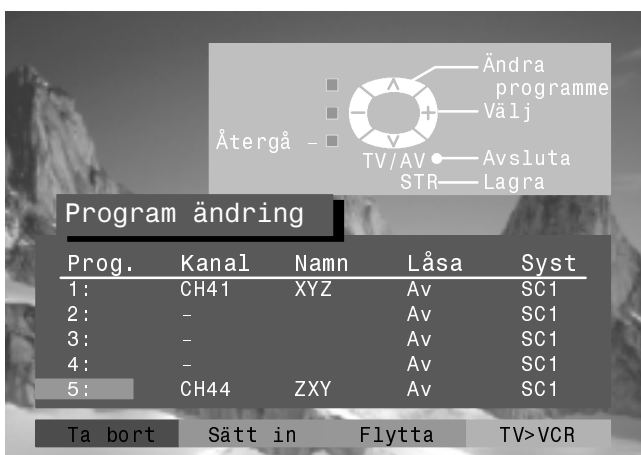 Ändra
programme
Välj
Återgå –
TV/AV
Avsluta
STR
Lagra
Program ändring
Prog. Kanal Namn Låsa Syst
1: CH41 XYZ Av SC1
2: – Av SC1
3: – Av SC1
4: – Av SC1
5: CH44 ZXY Av SC1
Ta bort Sätt in Flytta TV>VCR